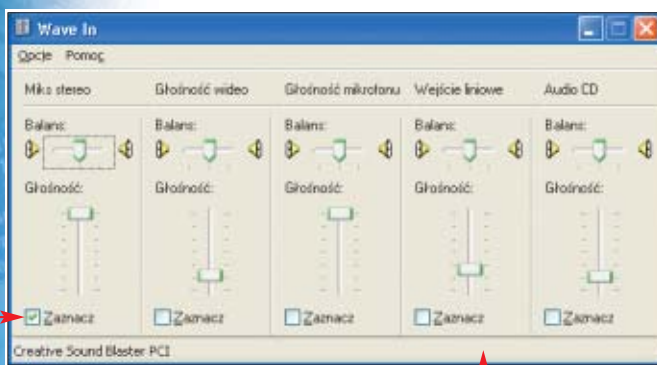 Wave In
Opcje Pomoc
Miks stereo Głośność wideo Głośność mikrofonu Wejście liniowe Audio CD
Balans: Balans: Balans: Balans: Balans:
Głośność: Głośność: Głośność: Głośność: Głośność:
Zaznacz Zaznacz Zaznacz Zaznacz Zaznacz
Creative Sound Blaster PCI